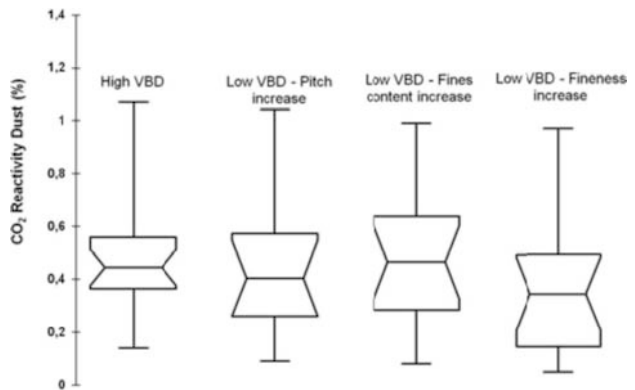 1,4
1,2
1
0,8
0,6
0,4
0,2
0
CO2 Reactivity Dust (%)
High VBD
Low VBD - Pitch
increase
Low VBD - Fines
content increase
Low VBD - Fineness
increase